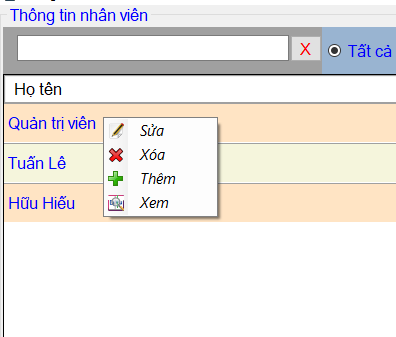 Thông tin nhân viên
X
Tất cả
Họ tên
Quản trị viên
Sửa
Xóa
Tuấn Lê
Thêm
Hữu Hiếu
Xem